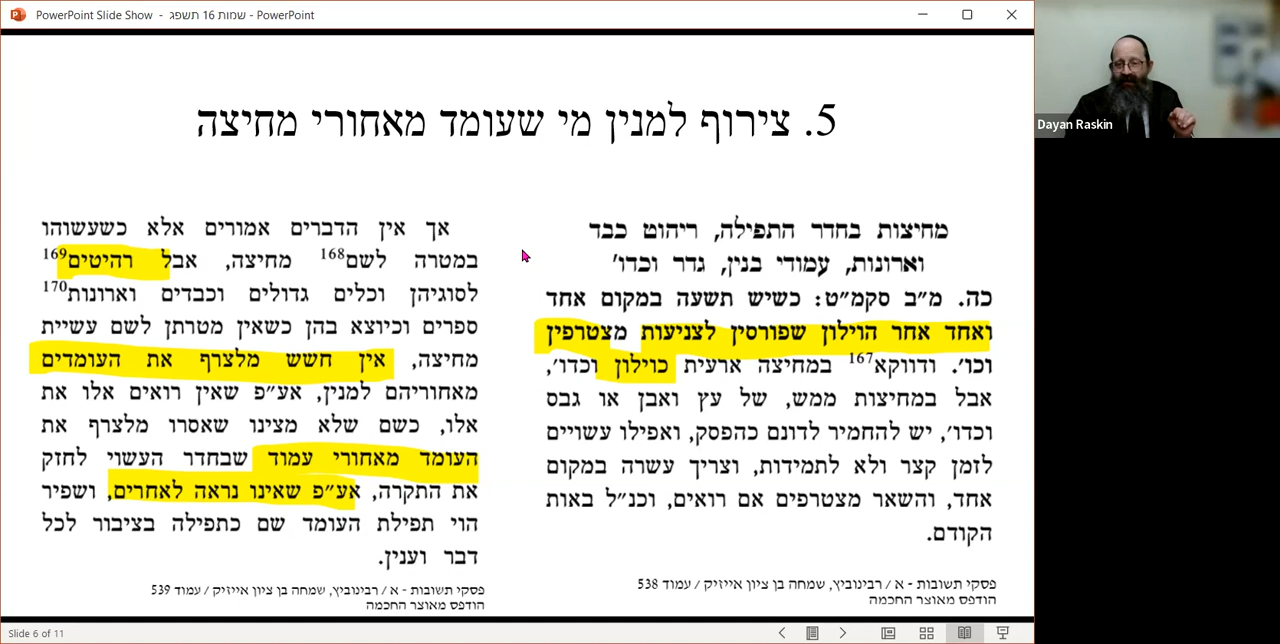 PowerPoint Slide Show - שמות 16 תשפג - PowerPoint
Dayan Raskin
5. צירוף למנין מי שעומד מאחורי מחיצה
מחיצות בחדר התפילה, ריהוט כבד
וארונות, עמודי בנין, גדר וכדו'
כה. מ״ב סקמ״ט: כשיש תשעה במקום אחד
ואחד אחר הוילון שפורסין לצניעות מצטרפין
וכו׳. ודווקא167 במחיצה ארעית כוילון וכדו׳,
אבל במחיצות ממש, של עץ ואבן או גבס
וכדו׳, יש להחמיר לדונם כהפסק, ואפילו עשויים
לזמן קצר ולא לתמידות, וצריך עשרה במקום
אחד, והשאר מצטרפים אם רואים, וכנ״ל באות
הקודם.
פסקי תשובות - א / רבינוביץ, שמחה בן ציון אייזיק / עמוד 538
הודפס מאוצר החכמה
אך אין הדברים אמורים אלא כשעשוהו
במטרה לשם168 מחיצה, אבל רהיטים169
לסוגיהן וכלים גדולים וכבדים וארונות170
ספרים וכיוצא בהן כשאין מטרתן לשם עשיית
מחיצה, אין חשש מלצרף את העומדים
מאחוריהם למנין, אע״פ שאין רואים אלו את
אלו, כשם שלא מצינו שאסרו מלצרף את
העומד מאחורי עמוד שבחדר העשוי לחזק
את התקרה, אע״פ שאינו נראה לאחרים, ושפיר
הוי תפילת העומד שם כתפילה בציבור לכל
דבר וענין.
פסקי תשובות - א / רבינוביץ, שמחה בן ציון אייזיק / עמוד 539
הודפס מאוצר החכמה
Slide 6 of 11